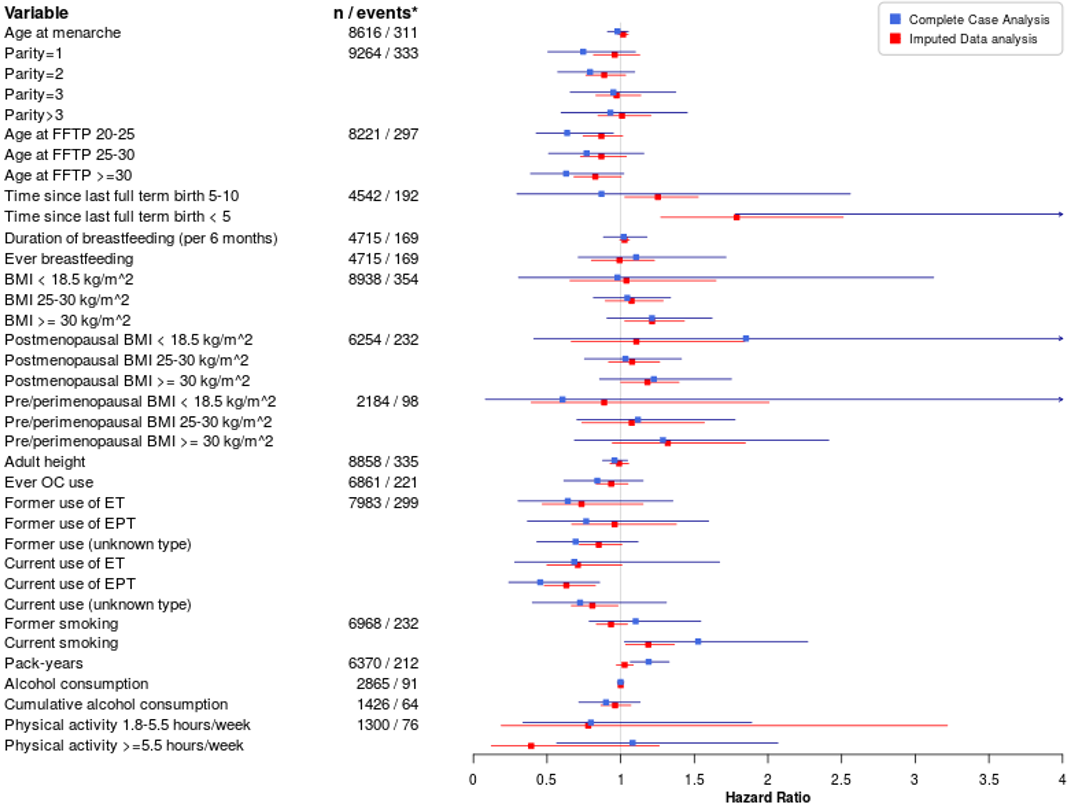 Variable n / events*
Complete Case Analysis
Imputed Data analysis
Age at menarche 8616 / 311
Parity=1 9264 / 333
Parity=2
Parity=3
Parity>3
Age at FFTP 20-25 8221 / 297
Age at FFTP 25-30
Age at FFTP >=30
Time since last full term birth 5-10 4542 / 192
Time since last full term birth < 5
Duration of breastfeeding (per 6 months) 4715 / 169
Ever breastfeeding 4715 / 169
BMI < 18.5 kg/m^2 8938 / 354
BMI 25-30 kg/m^2
BMI >= 30 kg/m^2
Postmenopausal BMI < 18.5 kg/m^2 6254 / 232
Postmenopausal BMI 25-30 kg/m^2
Postmenopausal BMI >= 30 kg/m^2
Pre/perimenopausal BMI < 18.5 kg/m^2 2184 / 98
Pre/perimenopausal BMI 25-30 kg/m^2
Pre/perimenopausal BMI >= 30 kg/m^2
Adult height 8858 / 335
Ever OC use 6861 / 221
Former use of ET 7983 / 299
Former use of EPT
Former use (unknown type)
Current use of ET
Current use of EPT
Current use (unknown type)
Former smoking 6968 / 232
Current smoking
Pack-years 6370 / 212
Alcohol consumption 2865 / 91
Cumulative alcohol consumption 1426 / 64
Physical activity 1.8-5.5 hours/week 1300 / 76
Physical activity >=5.5 hours/week
0 0.5 1 1.5 2 2.5 3 3.5 4
Hazard Ratio